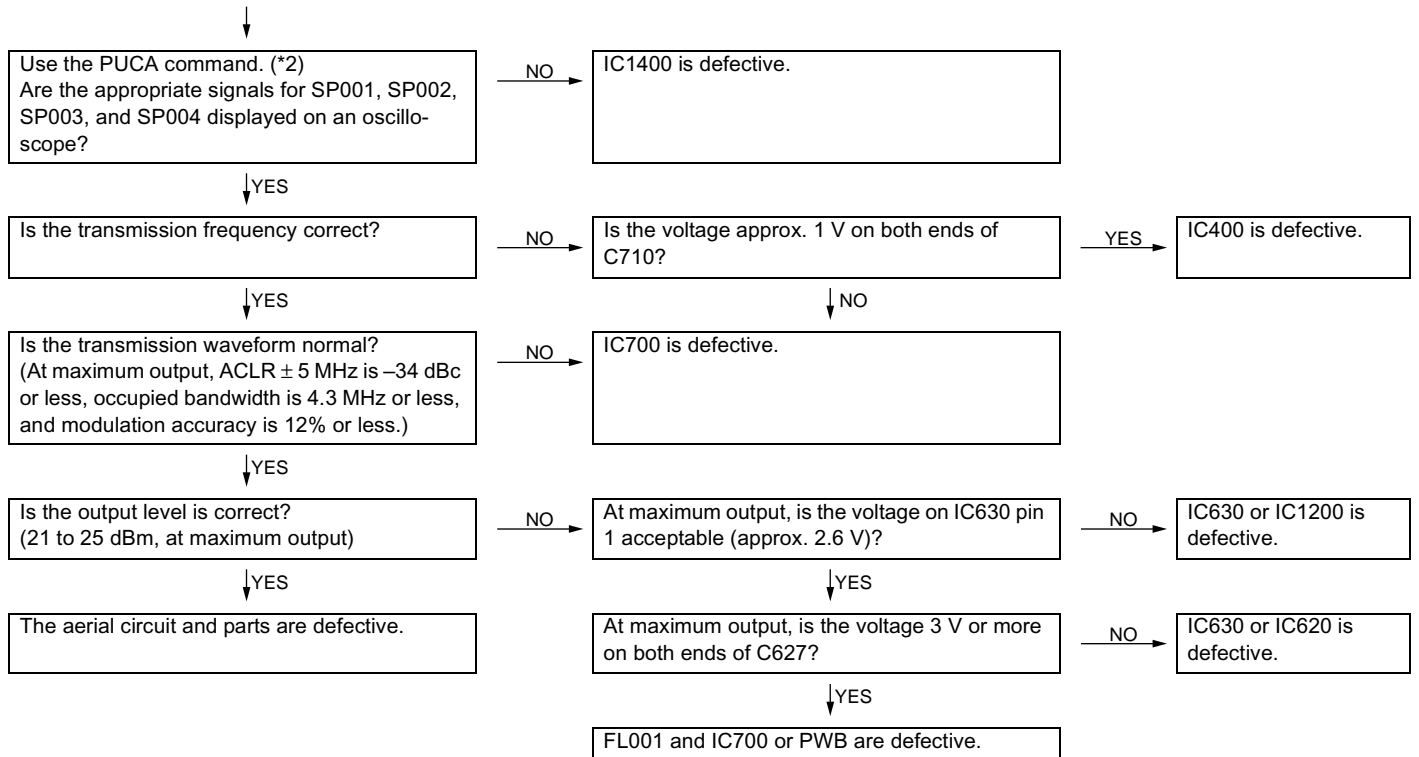 Use the PUCA command. (*2)
Are the appropriate signals for SP001, SP002,
SP003, and SP004 displayed on an oscillo-
scope?
NO
IC1400 is defective.
YES
Is the transmission frequency correct?
NO
Is the voltage approx. 1 V on both ends of
C710?
YES
IC400 is defective.
YES
NO
Is the transmission waveform normal?
(At maximum output, ACLR ± 5 MHz is –34 dBc
or less, occupied bandwidth is 4.3 MHz or less,
and modulation accuracy is 12% or less.)
NO
IC700 is defective.
YES
Is the output level is correct?
(21 to 25 dBm, at maximum output)
NO
At maximum output, is the voltage on IC630 pin
1 acceptable (approx. 2.6 V)?
NO
IC630 or IC1200 is
defective.
YES
YES
The aerial circuit and parts are defective.
At maximum output, is the voltage 3 V or more
on both ends of C627?
NO
IC630 or IC620 is
defective.
YES
FL001 and IC700 or PWB are defective.